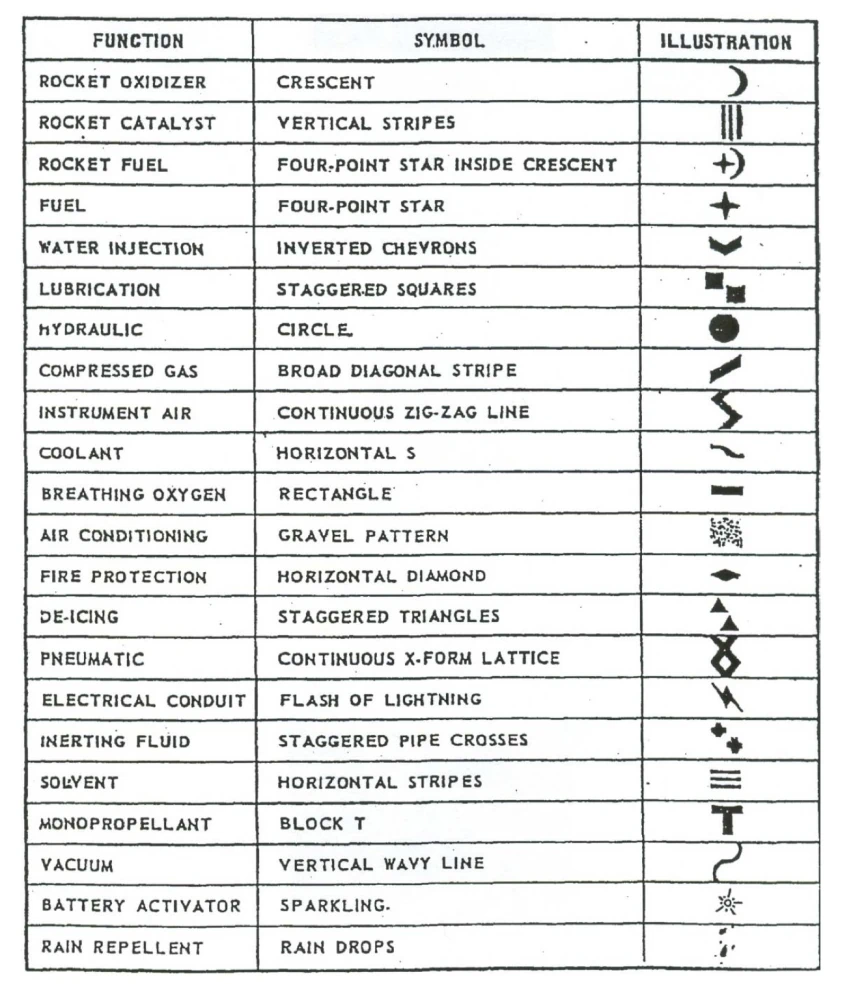 FUNCTION SYMBOL ILLUSTRATION
ROCKET OXIDIZER CRESCENT
ROCKET CATALYST VERTICAL STRIPES
ROCKET FUEL FOUR-POINT STAR INSIDE CRESCENT
FUEL FOUR-POINT STAR
WATER INJECTION INVERTED CHEVRONS
LUBRICATION STAGGERED SQUARES
HYDRAULIC CIRCLE
COMPRESSED GAS BROAD DIAGONAL STRIPE
INSTRUMENT AIR CONTINUOUS ZIG-ZAG LINE
COOLANT HORIZONTAL S
BREATHING OXYGEN RECTANGLE
AIR CONDITIONING GRAVEL PATTERN
FIRE PROTECTION HORIZONTAL DIAMOND
DE-ICING STAGGERED TRIANGLES
PNEUMATIC CONTINUOUS X-FORM LATTICE
ELECTRICAL CONDUIT FLASH OF LIGHTNING
INERTING FLUID STAGGERED PIPE CROSSES
SOLVENT HORIZONTAL STRIPES
MONOPROPELLANT BLOCK T
VACUUM VERTICAL WAVY LINE
BATTERY ACTIVATOR SPARKLING
RAIN REPELLENT RAIN DROPS